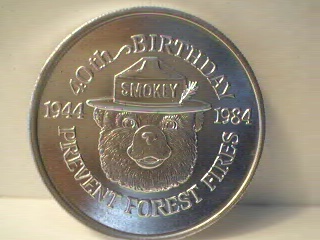 40th BIRTHDAY
SMOKEY
1944 1984
PREVENT FOREST FIRES